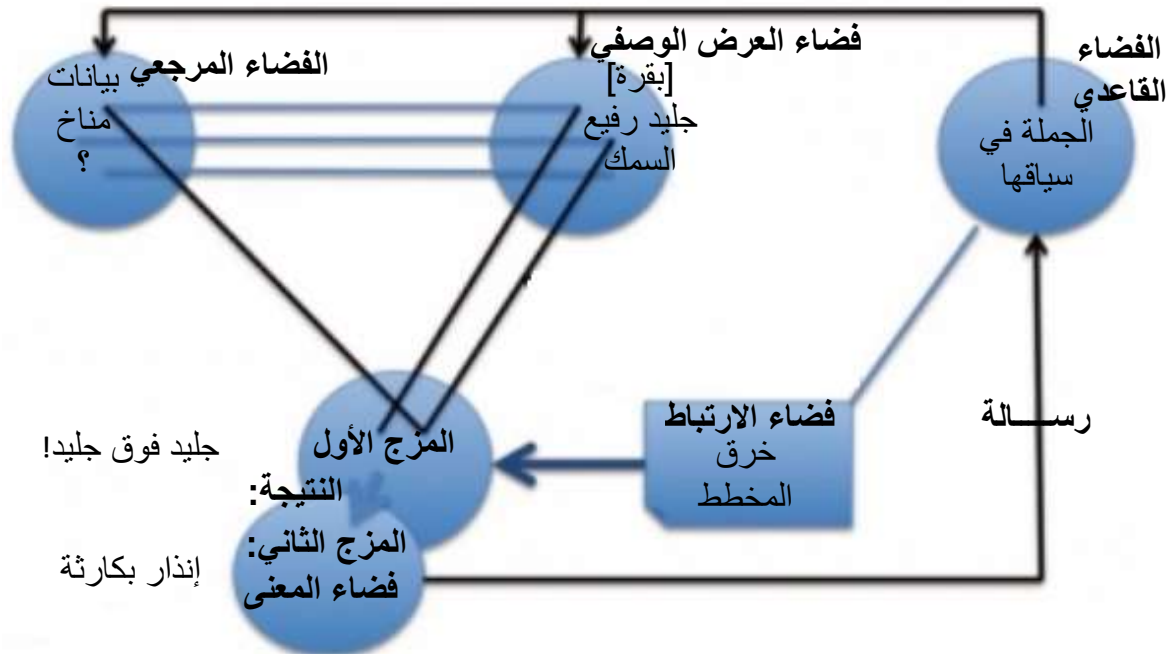 الفضاء
القاعدي
الجملة في
سياقها
فضاء العرض الوصفي
[بقرة]
جليد رفيع
السمك
الفضاء المرجعي
بيانات
مناخ
؟
رســـالة
فضاء الارتباط
خرق
المخطط
المزج الأول
جليد فوق جليد!
النتيجة:
المزج الثاني:
فضاء المعنى
إنذار بكارثة